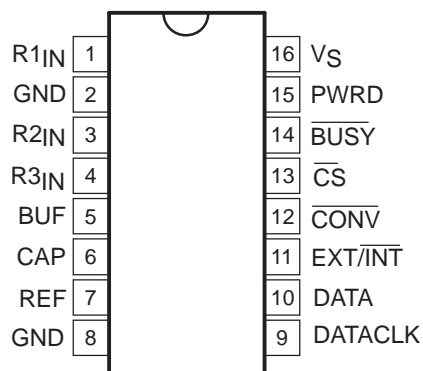 R1IN 1
GND 2
R2IN 3
R3IN 4
BUF 5
CAP 6
REF 7
GND 8
16 VS
15 PWRD
14 BUSY
13 CS
12 CONV
11 EXT/INT
10 DATA
9 DATACLK